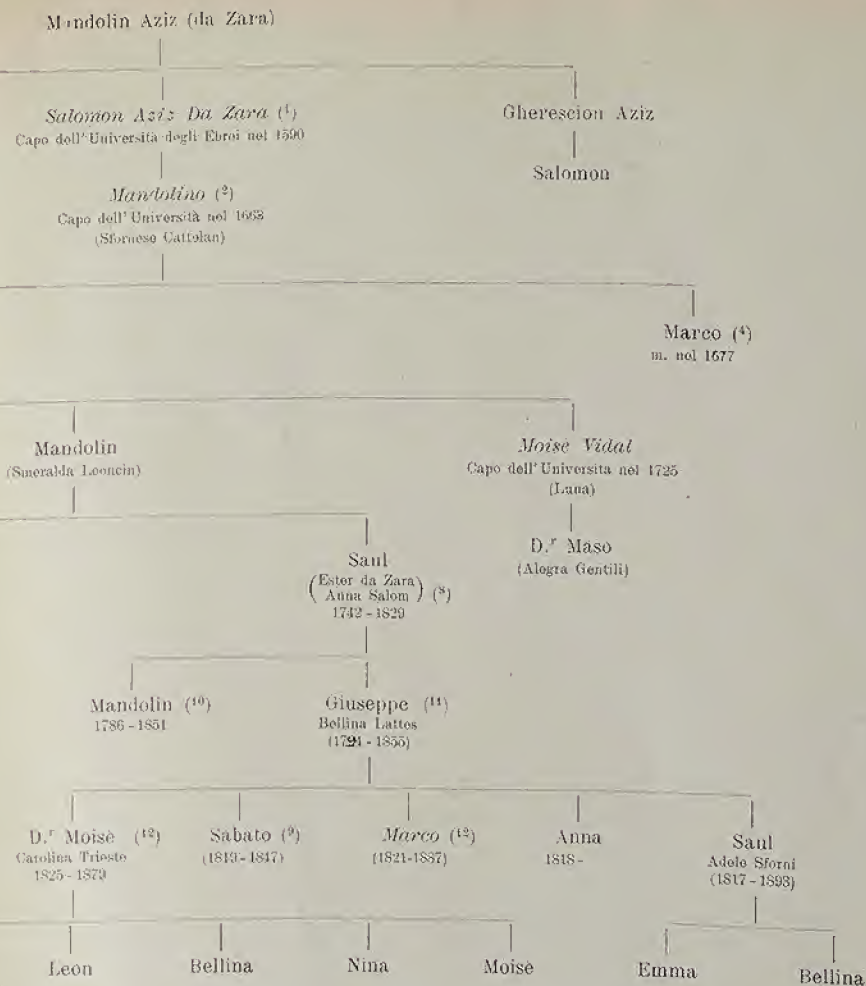 Mandolin Aziz (da Zara)
Salomon Aziz Da Zara (1)
Capo dell'Università degli Ebrei nel 1590
Gherescion Aziz
Salomon
Mandolino (2)
Capo dell'Università nel 1663
(Sfornese Cattelan)
Marco (4)
m. nel 1677
Mandolin
(Smeralda Leoncin)
Moisè Vidal
Capo dell'Università nel 1725
(Luna)
D.r Maso
(Alegra Gentili)
Saul
(Ester da Zara
Anna Salom) (8)
1742-1829
Mandolin (10)
1786-1851
Giuseppe (11)
Bellina Lattes
(1791-1855)
D.r Moisè (12)
Carolina Trieste
1825-1879
Sabato (9)
(1819-1847)
Marco (12)
(1821-1887)
Anna
1818-
Saul
Adele Sforni
(1817-1898)
Leon
Bellina
Nina
Moisè
Emma
Bellina